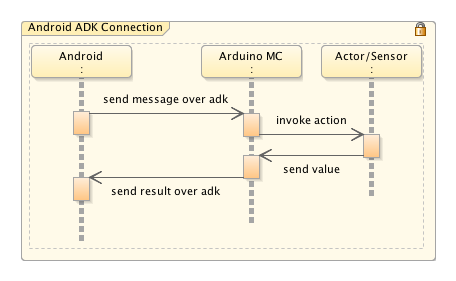 Android ADK Connection
Android
:
Arduino MC
:
Actor/Sensor
:
send message over adk
invoke action
send value
send result over adk